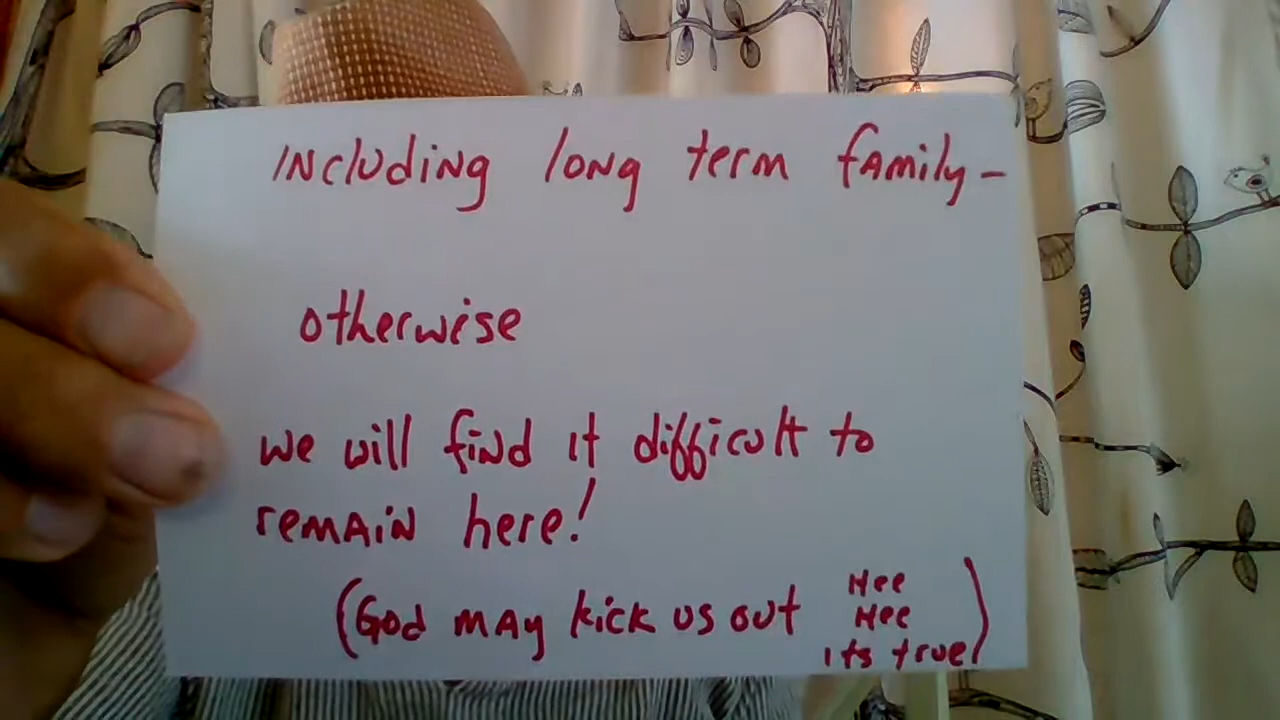 INcludiNg loNg term fAmily-
otherwise
we will fiNd it difficult to
remAiN here!
(God mAy kick us out Hee
Hee
its true)